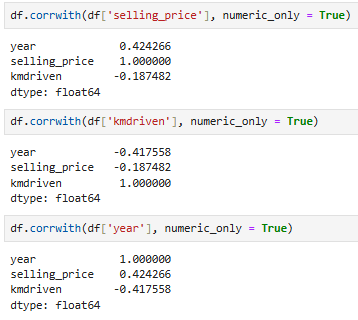 df.corrwith(df['selling_price'], numeric_only = True)
year 0.424266
selling_price 1.000000
kmdriven -0.187482
dtype: float64
df.corrwith(df['kmdriven'], numeric_only = True)
year -0.417558
selling_price -0.187482
kmdriven 1.000000
dtype: float64
df.corrwith(df['year'], numeric_only = True)
year 1.000000
selling_price 0.424266
kmdriven -0.417558
dtype: float64